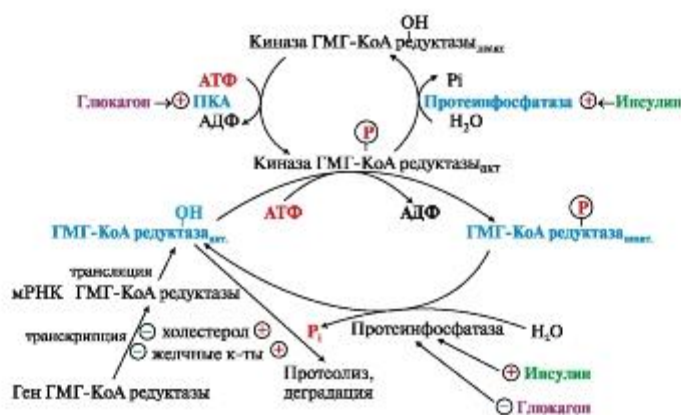 OH
Киназа ГМГ-КоА редуктазы неакт.
АТФ
Pi
Глюкагон + ПКА
Протеинфосфатаза + Инсулин
АДФ
H₂O
P
Киназа ГМГ-КоА редуктазы акт
OH
АТФ
АДФ
P
ГМГ-КоА редуктаза акт.
ГМГ-КоА редуктаза инакт.
трансляция
мРНК ГМГ-КоА редуктазы
транскрипция
− холестерол +
− желчные к-ты +
Pi
Протеинфосфатаза
H₂O
Протеолиз,
деградация
+ Инсулин
Ген ГМГ-КоА редуктазы
− Глюкагон